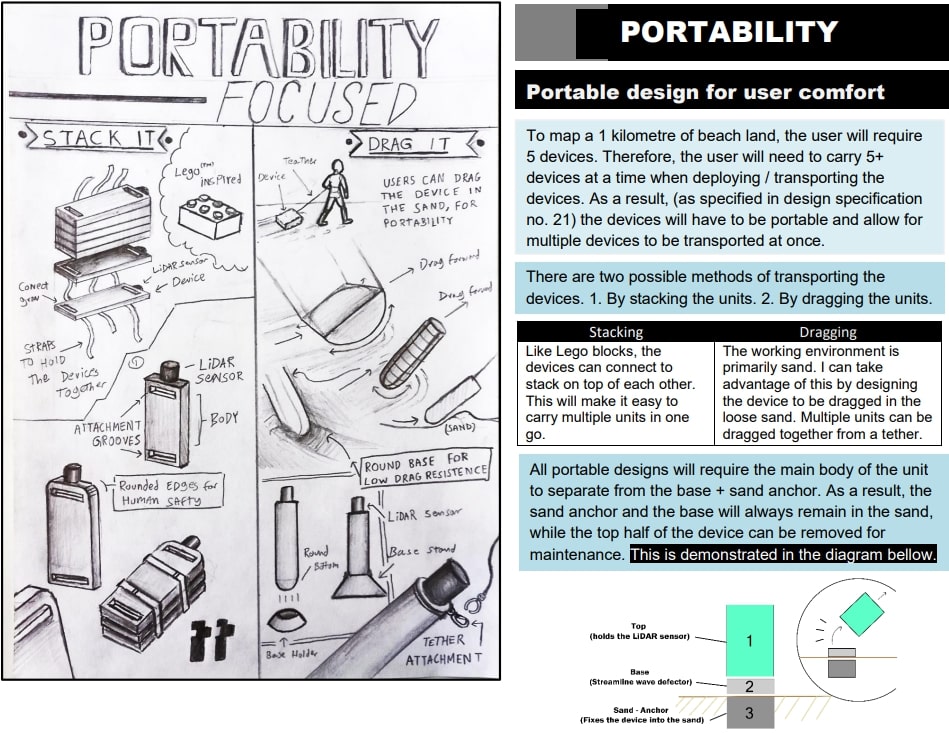 PORTABILITY
FOCUSED
STACK IT
Lego (TM)
inspired
LiDAR sensor
Device
STRAPS
TO HOLD
The Devices
Together
1
LiDAR
SENSOR
BODY
ATTACHMENT
GROOVES
Rounded EDGES for
Human Safty
DRAG IT
Teather
Device
USERS CAN DRAG
THE DEVICE IN
THE SAND, FOR
PORTABILITY
Drag forward
Drag forward
(SAND)
ROUND BASE FOR
LOW DRAG RESISTENCE
LiDAR sensor
Base stand
Round
Bottom
Base Holder
TETHER
ATTACHMENT
PORTABILITY
Portable design for user comfort
To map a 1 kilometre of beach land, the user will require
5 devices. Therefore, the user will need to carry 5+
devices at a time when deploying / transporting the
devices. As a result, (as specified in design specification
no. 21) the devices will have to be portable and allow for
multiple devices to be transported at once.
There are two possible methods of transporting the
devices. 1. By stacking the units. 2. By dragging the units.
Stacking
Like Lego blocks, the
devices can connect to
stack on top of each other.
This will make it easy to
carry multiple units in one
go.
Dragging
The working environment is
primarily sand. I can take
advantage of this by designing
the device to be dragged in the
loose sand. Multiple units can be
dragged together from a tether.
All portable designs will require the main body of the unit
to separate from the base + sand anchor. As a result, the
sand anchor and the base will always remain in the sand,
while the top half of the device can be removed for
maintenance. This is demonstrated in the diagram bellow.
Top
(holds the LiDAR sensor)
1
Base
(Streamline wave defector)
2
Sand - Anchor
(Fixes the device into the sand)
3